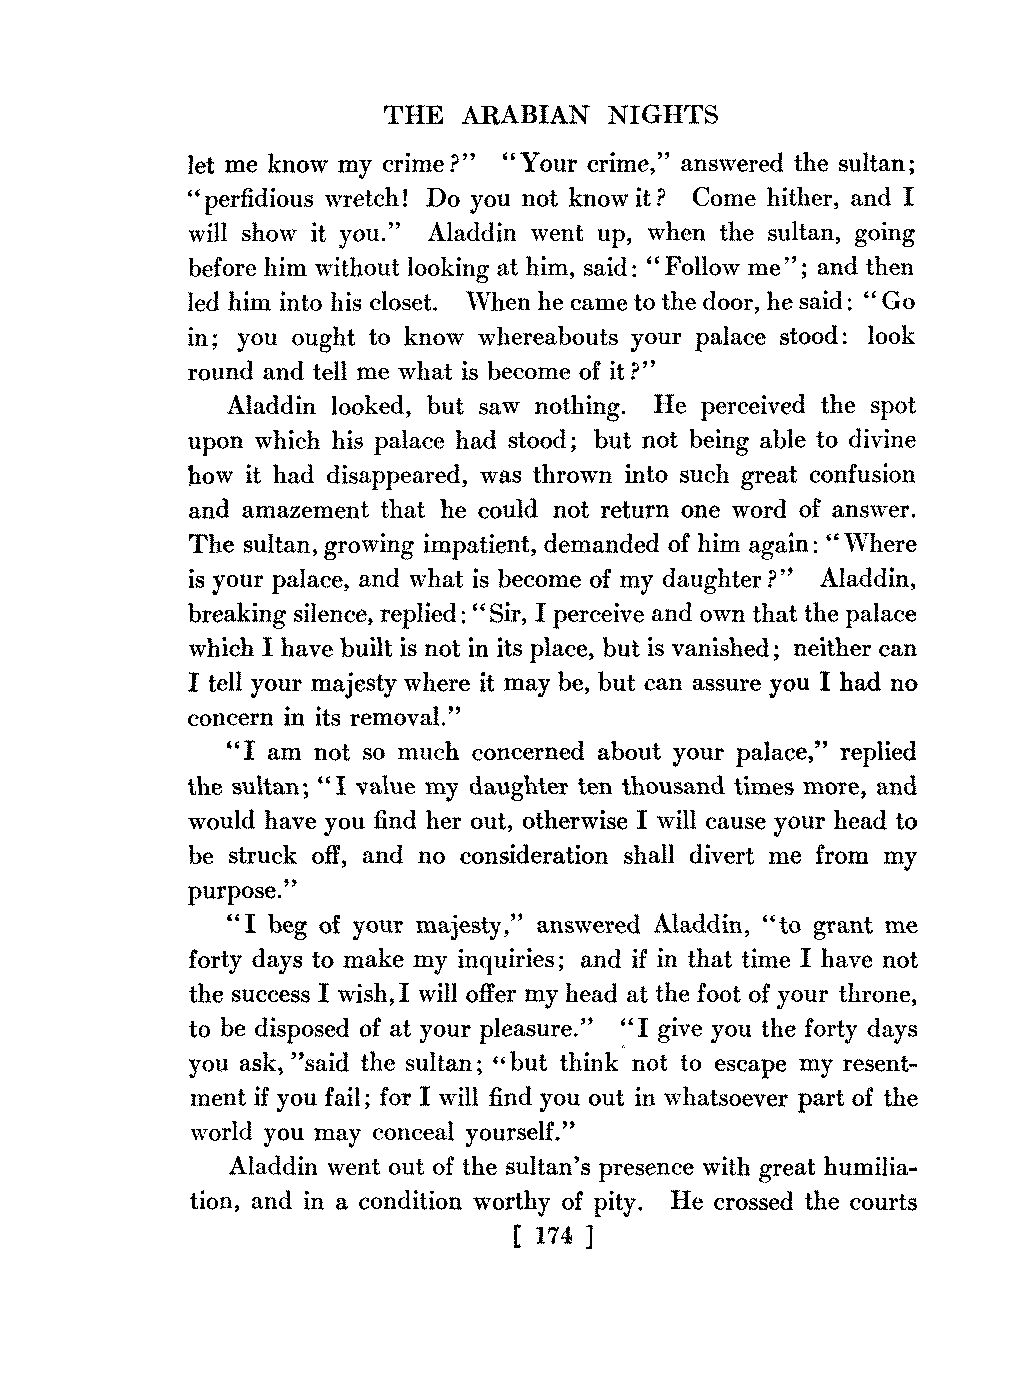 THE ARABIAN NIGHTS
let me know my crime?” “Your crime,” answered the sultan;
“perfidious wretch! Do you not know it? Come hither, and I
will show it you.” Aladdin went up, when the sultan, going
before him without looking at him, said: “Follow me”; and then
led him into his closet. When he came to the door, he said: “Go
in; you ought to know whereabouts your palace stood: look
round and tell me what is become of it?”
Aladdin looked, but saw nothing. He perceived the spot
upon which his palace had stood; but not being able to divine
how it had disappeared, was thrown into such great confusion
and amazement that he could not return one word of answer.
The sultan, growing impatient, demanded of him again: “Where
is your palace, and what is become of my daughter?” Aladdin,
breaking silence, replied: “Sir, I perceive and own that the palace
which I have built is not in its place, but is vanished; neither can
I tell your majesty where it may be, but can assure you I had no
concern in its removal.”
“I am not so much concerned about your palace,” replied
the sultan; “I value my daughter ten thousand times more, and
would have you find her out, otherwise I will cause your head to
be struck off, and no consideration shall divert me from my
purpose.”
“I beg of your majesty,” answered Aladdin, “to grant me
forty days to make my inquiries; and if in that time I have not
the success I wish, I will offer my head at the foot of your throne,
to be disposed of at your pleasure.” “I give you the forty days
you ask, ”said the sultan; “but think not to escape my resent-
ment if you fail; for I will find you out in whatsoever part of the
world you may conceal yourself.”
Aladdin went out of the sultan’s presence with great humilia-
tion, and in a condition worthy of pity. He crossed the courts
[ 174 ]